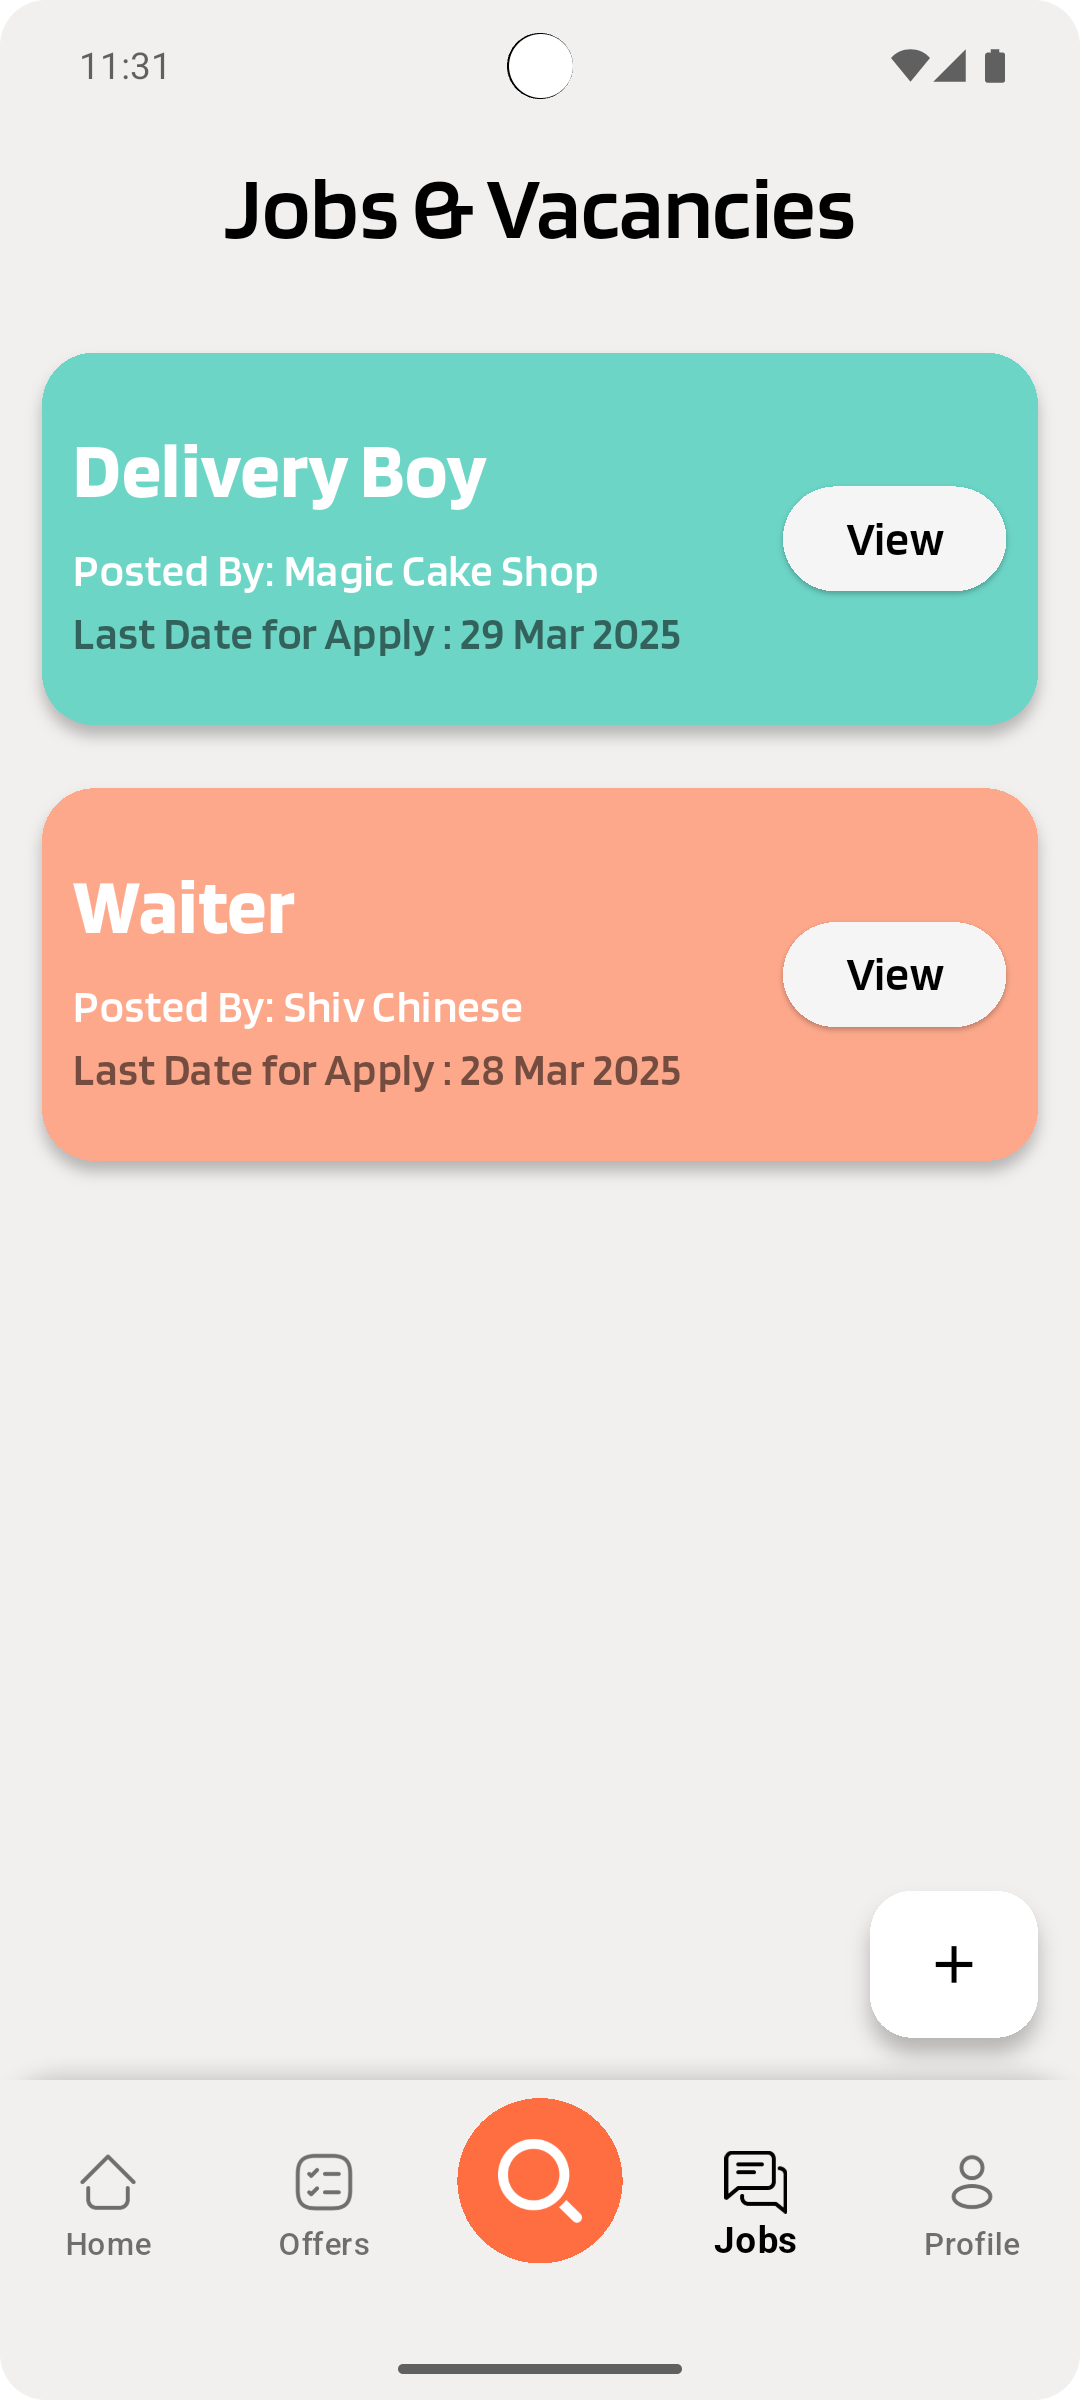 11:31
Jobs & Vacancies
Delivery Boy
Posted By: Magic Cake Shop
Last Date for Apply : 29 Mar 2025
View
Waiter
Posted By: Shiv Chinese
Last Date for Apply : 28 Mar 2025
View
+
Home
Offers
Jobs
Profile